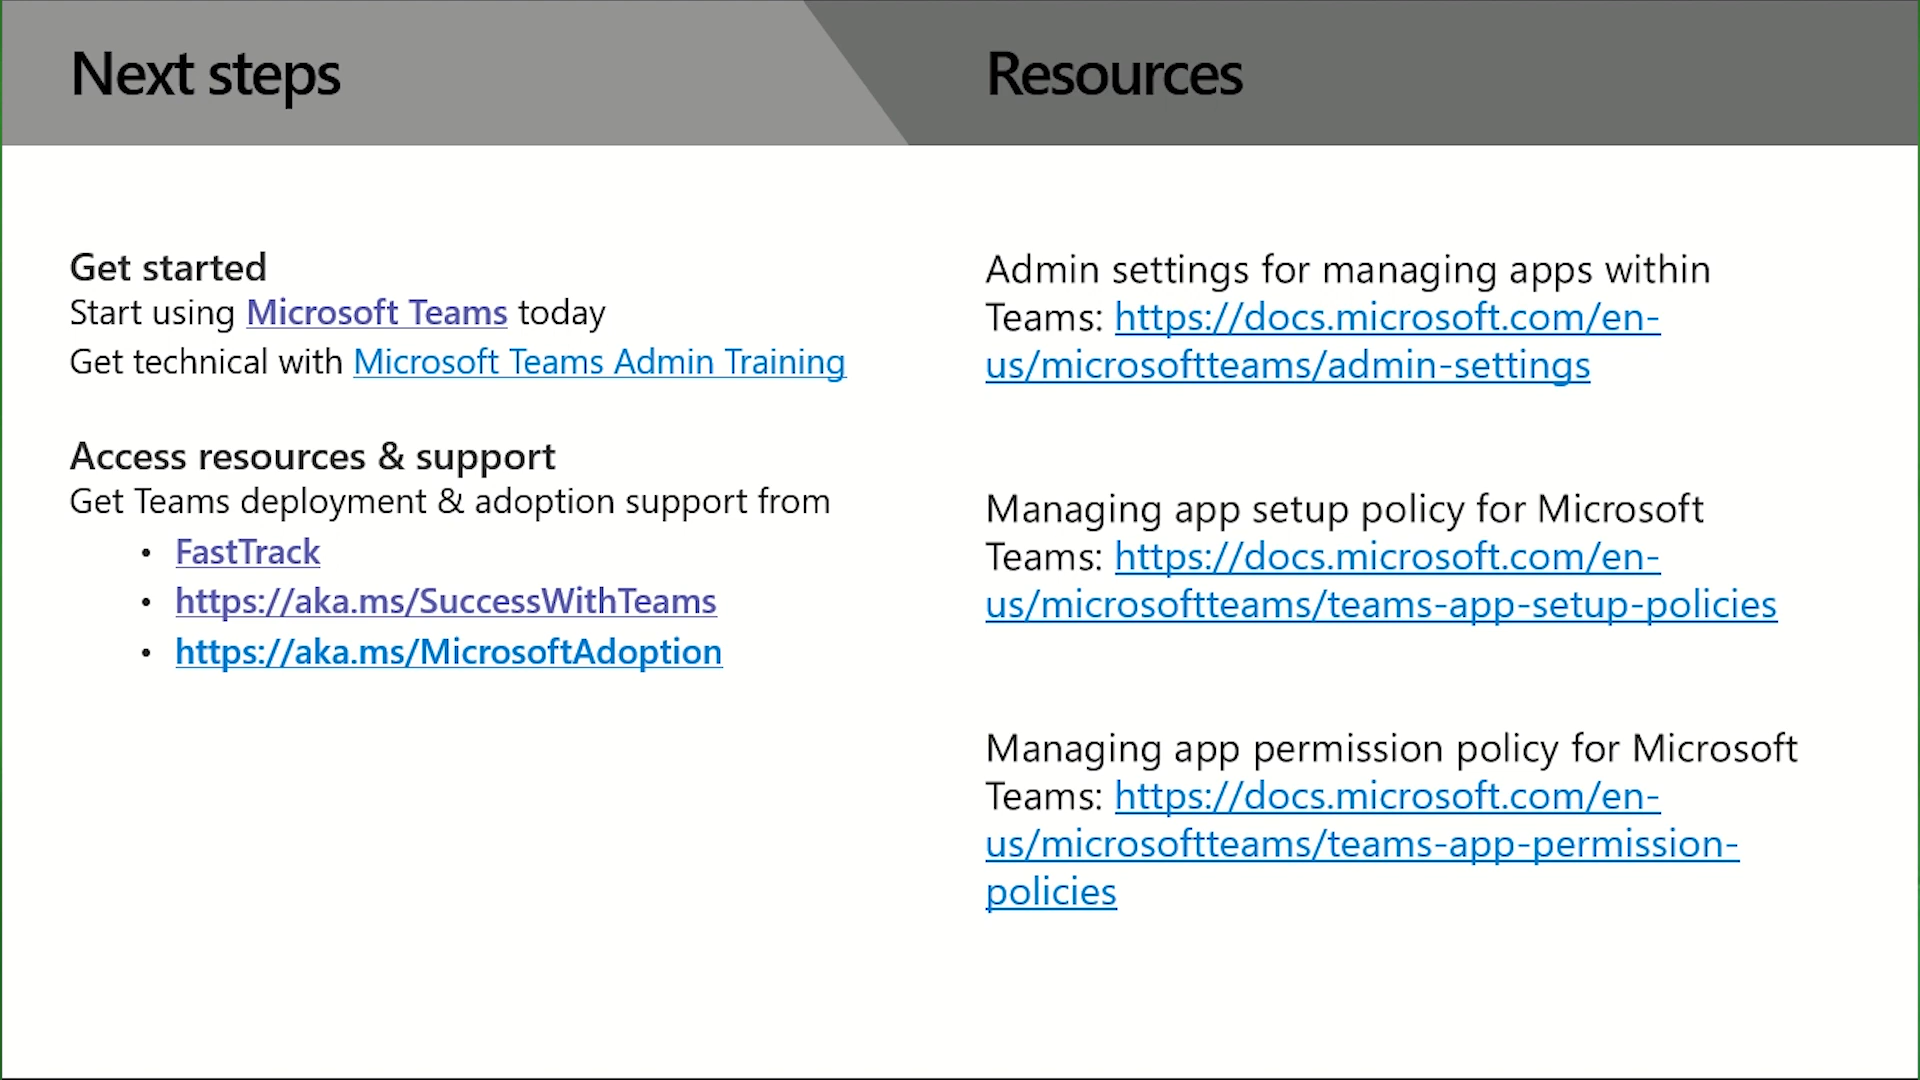 Next steps
Resources
Get started
Start using Microsoft Teams today
Get technical with Microsoft Teams Admin Training
Access resources & support
Get Teams deployment & adoption support from
• FastTrack
• https://aka.ms/SuccessWithTeams
• https://aka.ms/MicrosoftAdoption
Admin settings for managing apps within
Teams: https://docs.microsoft.com/en-
us/microsoftteams/admin-settings
Managing app setup policy for Microsoft
Teams: https://docs.microsoft.com/en-
us/microsoftteams/teams-app-setup-policies
Managing app permission policy for Microsoft
Teams: https://docs.microsoft.com/en-
us/microsoftteams/teams-app-permission-
policies